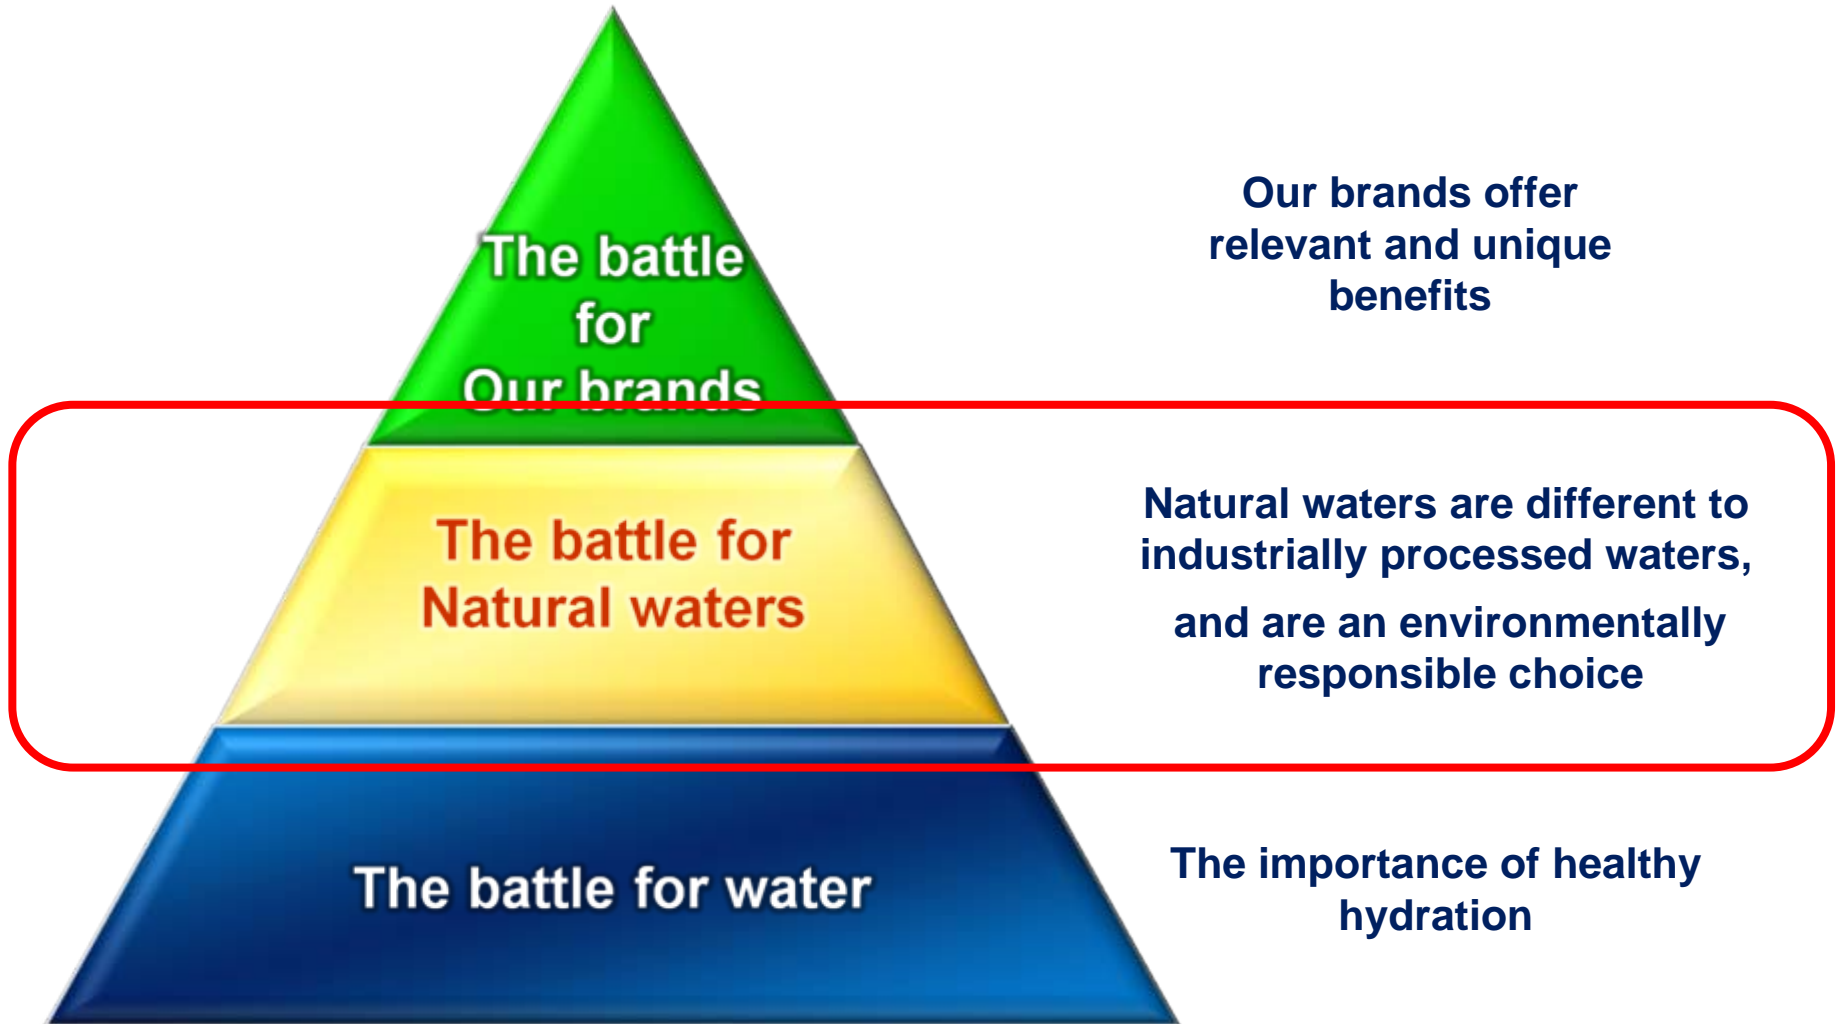 The battle
for
Our brands
Our brands offer
relevant and unique
benefits
The battle for
Natural waters
Natural waters are different to
industrially processed waters,
and are an environmentally
responsible choice
The battle for water
The importance of healthy
hydration